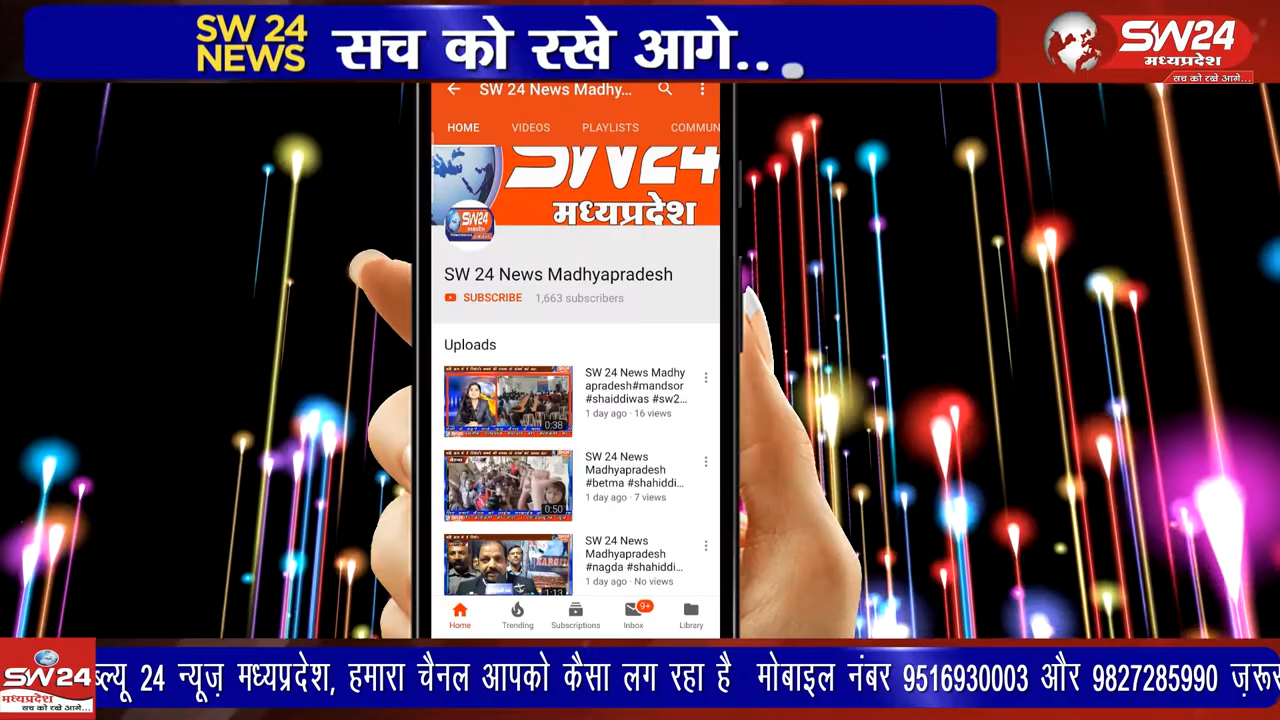 SW 24
NEWS
सच को रखे आगे..
SW24
मध्यप्रदेश
सच को रखे आगे...
SW 24 News Madhy...
HOME VIDEOS PLAYLISTS COMMUN
SW24
मध्यप्रदेश
SW24
SW 24 News Madhyapradesh
SUBSCRIBE 1,663 subscribers
Uploads
SW 24 News Madhy
apradesh#mandsor
#shaiddiwas #sw2...
1 day ago · 16 views
0:38
SW 24 News
Madhyapradesh
#betma #shahiddi...
1 day ago · 7 views
0:50
SW 24 News
Madhyapradesh
#nagda #shahiddi...
1 day ago · No views
1:13
9+
Home Trending Subscriptions Inbox Library
SW24
मध्यप्रदेश
सच को रखे आगे...
ब्ल्यू 24 न्यूज़ मध्यप्रदेश, हमारा चैनल आपको कैसा लग रहा है मोबाइल नंबर 9516930003 और 9827285990 ज़रूस